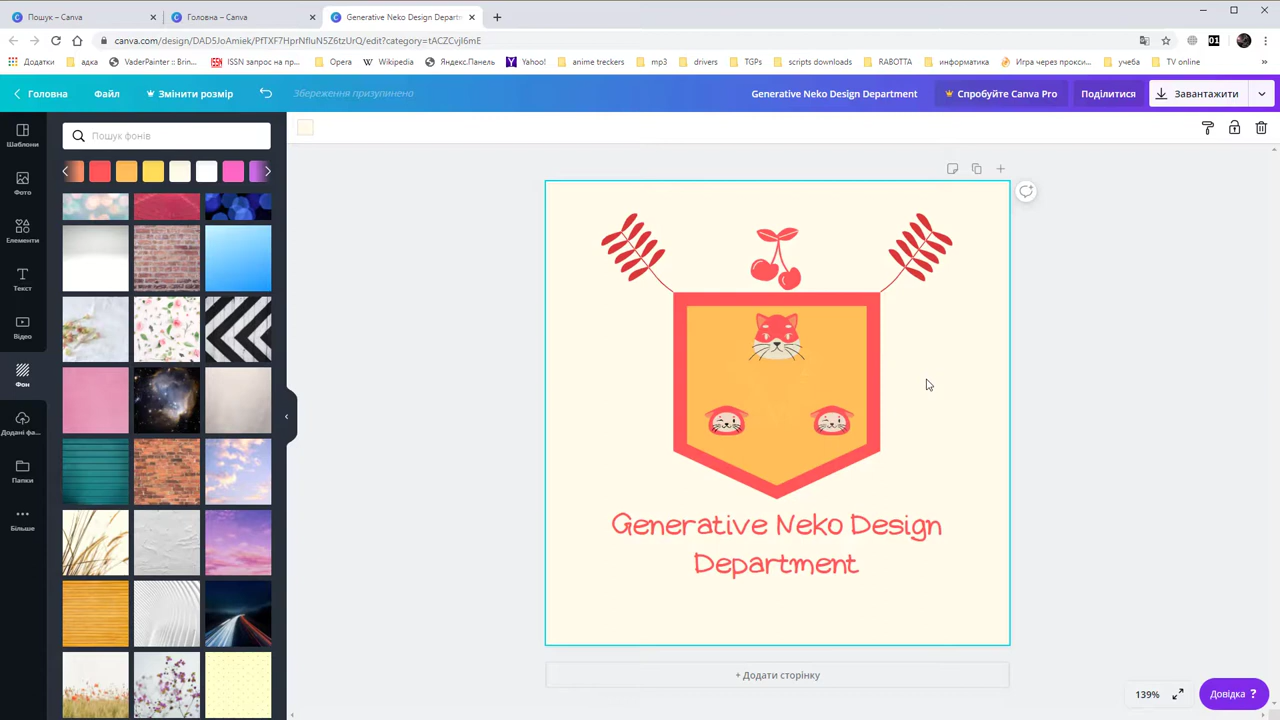 Пошук – Canva
Головна – Canva
Generative Neko Design Departm
canva.com/design/DAD5JoAmiek/PfTXF7HprNfluN5Z6tzUrQ/edit?category=tACZCvjI6mE
Додатки
адка
VaderPainter :: Brin...
ISSN запрос на пр...
Opera
Wikipedia
Яндекс.Панель
Yahoo!
anime treckers
mp3
drivers
TGPs
scripts downloads
RABOTTA
информатика
Игра через прокси...
учеба
TV online
Головна
Файл
Змінити розмір
Збереження призупинено
Generative Neko Design Department
Спробуйте Canva Pro
Поділитися
Завантажити
Шаблони
Фото
Елементи
Текст
Відео
Фон
Додані фа...
Папки
Більше
Пошук фонів
Generative Neko Design
Department
+ Додати сторінку
139%
Довідка ?